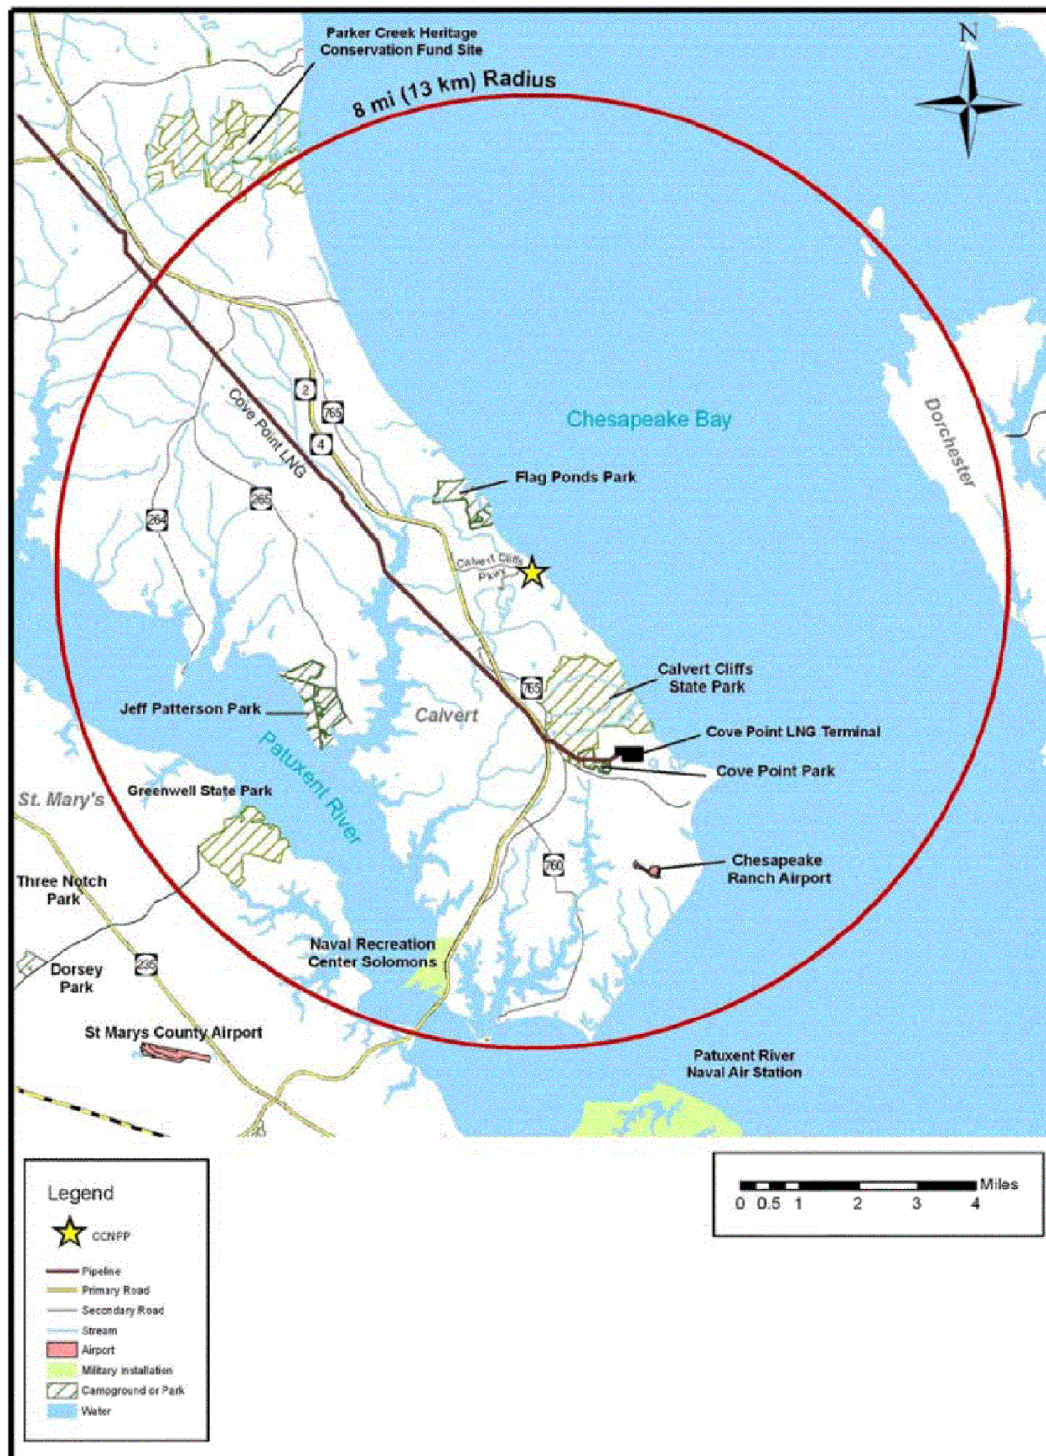 Parker Creek Heritage
Conservation Fund Site
N
8 mi (13 km) Radius
Cove Point LNG
2
765
4
Chesapeake Bay
Dorchester
Flag Ponds Park
265
264
Calvert Cliffs
Pkwy
Calvert Cliffs
State Park
765
Jeff Patterson Park
Calvert
Cove Point LNG Terminal
Patuxent River
Cove Point Park
Greenwell State Park
St. Mary's
760
Chesapeake
Ranch Airport
Three Notch
Park
Naval Recreation
Center Solomons
235
Dorsey
Park
St Marys County Airport
Patuxent River
Naval Air Station
Legend
CCNPP
Pipeline
Primary Road
Secondary Road
Stream
Airport
Military Installation
Campground or Park
Water
Miles
0 0.5 1 2 3 4